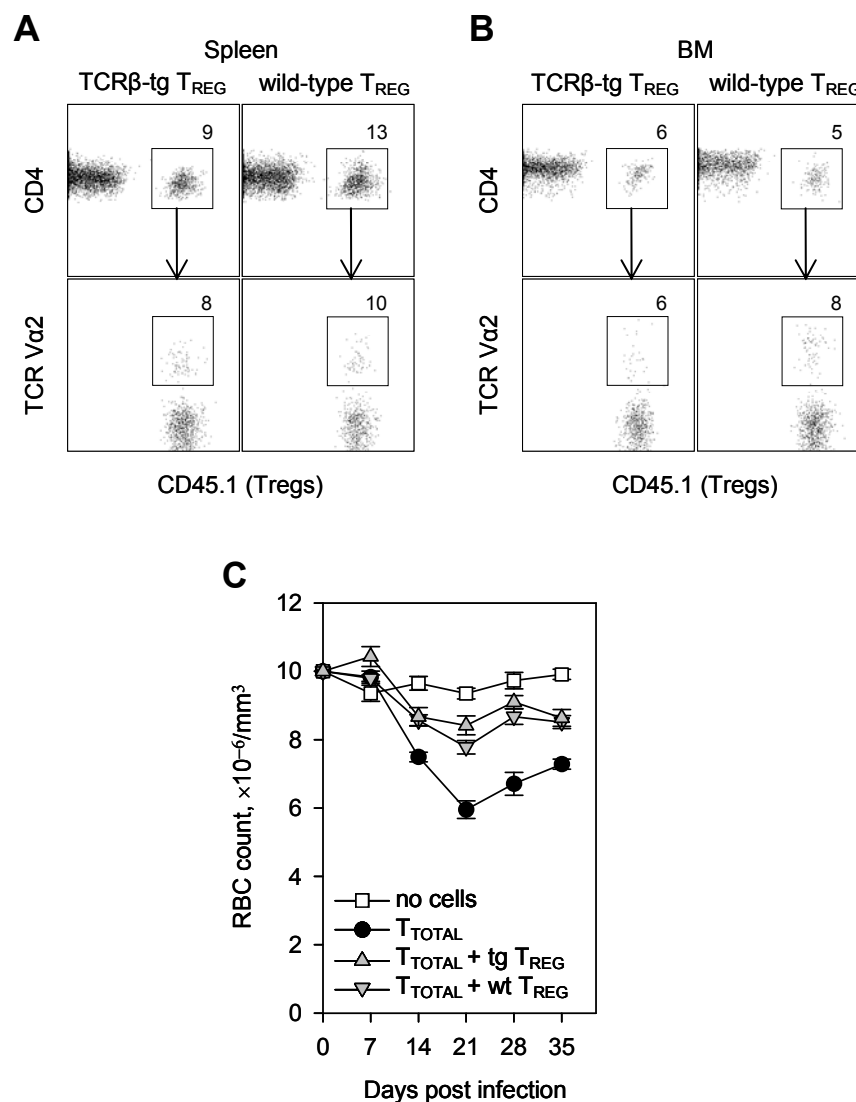 A
Spleen
TCRβ-tg TREG wild-type TREG
CD4
9
13
TCR Vα2
8
10
CD45.1 (Tregs)
B
BM
TCRβ-tg TREG wild-type TREG
CD4
6
5
TCR Vα2
6
8
CD45.1 (Tregs)
C
RBC count, ×10⁻⁶/mm³
12
10
8
6
4
2
0
no cells
TTOTAL
TTOTAL + tg TREG
TTOTAL + wt TREG
0 7 14 21 28 35
Days post infection